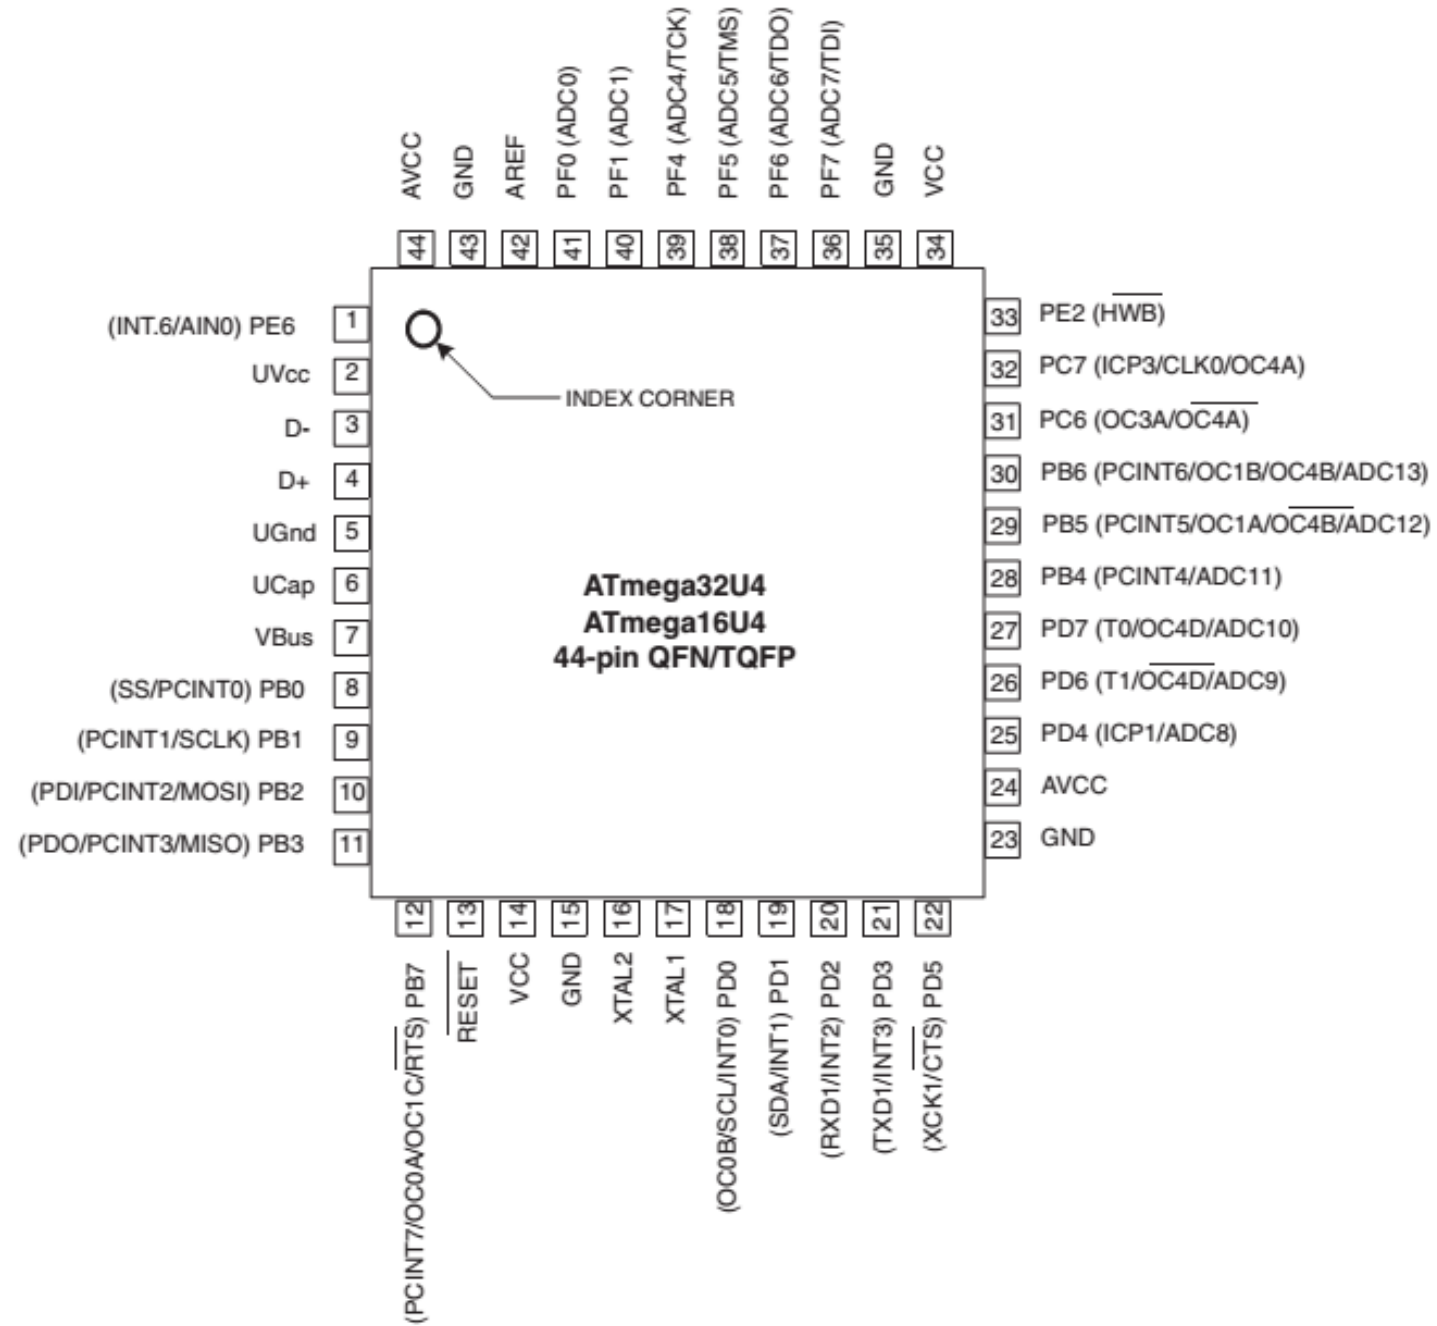 AVCC
GND
AREF
PF0 (ADC0)
PF1 (ADC1)
PF4 (ADC4/TCK)
PF5 (ADC5/TMS)
PF6 (ADC6/TDO)
PF7 (ADC7/TDI)
GND
VCC
44
43
42
41
40
39
38
37
36
35
34
(INT.6/AIN0) PE6 1
UVcc 2
D- 3
D+ 4
UGnd 5
UCap 6
VBus 7
(SS/PCINT0) PB0 8
(PCINT1/SCLK) PB1 9
(PDI/PCINT2/MOSI) PB2 10
(PDO/PCINT3/MISO) PB3 11
INDEX CORNER
ATmega32U4
ATmega16U4
44-pin QFN/TQFP
33 PE2 (HWB)
32 PC7 (ICP3/CLK0/OC4A)
31 PC6 (OC3A/OC4A)
30 PB6 (PCINT6/OC1B/OC4B/ADC13)
29 PB5 (PCINT5/OC1A/OC4B/ADC12)
28 PB4 (PCINT4/ADC11)
27 PD7 (T0/OC4D/ADC10)
26 PD6 (T1/OC4D/ADC9)
25 PD4 (ICP1/ADC8)
24 AVCC
23 GND
12
13
14
15
16
17
18
19
20
21
22
(PCINT7/OC0A/OC1C/RTS) PB7
RESET
VCC
GND
XTAL2
XTAL1
(OC0B/SCL/INT0) PD0
(SDA/INT1) PD1
(RXD1/INT2) PD2
(TXD1/INT3) PD3
(XCK1/CTS) PD5